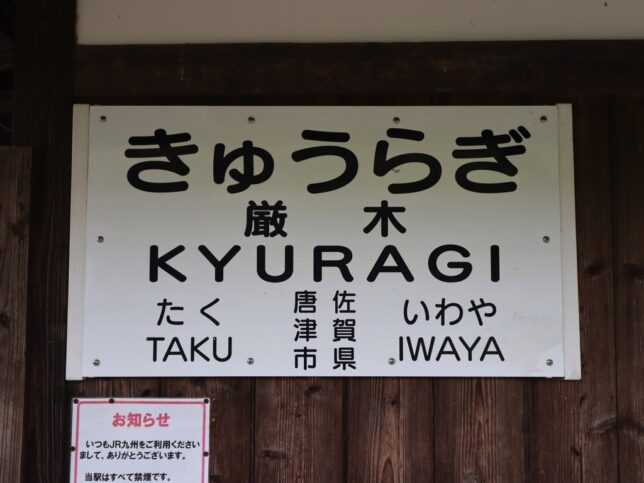 きゅうらぎ
厳木
KYURAGI
たく
TAKU
佐賀県
唐津市
いわや
IWAYA
お知らせ
いつもJR九州をご利用ください
まして、ありがとうございます。
当駅はすべて禁煙です。